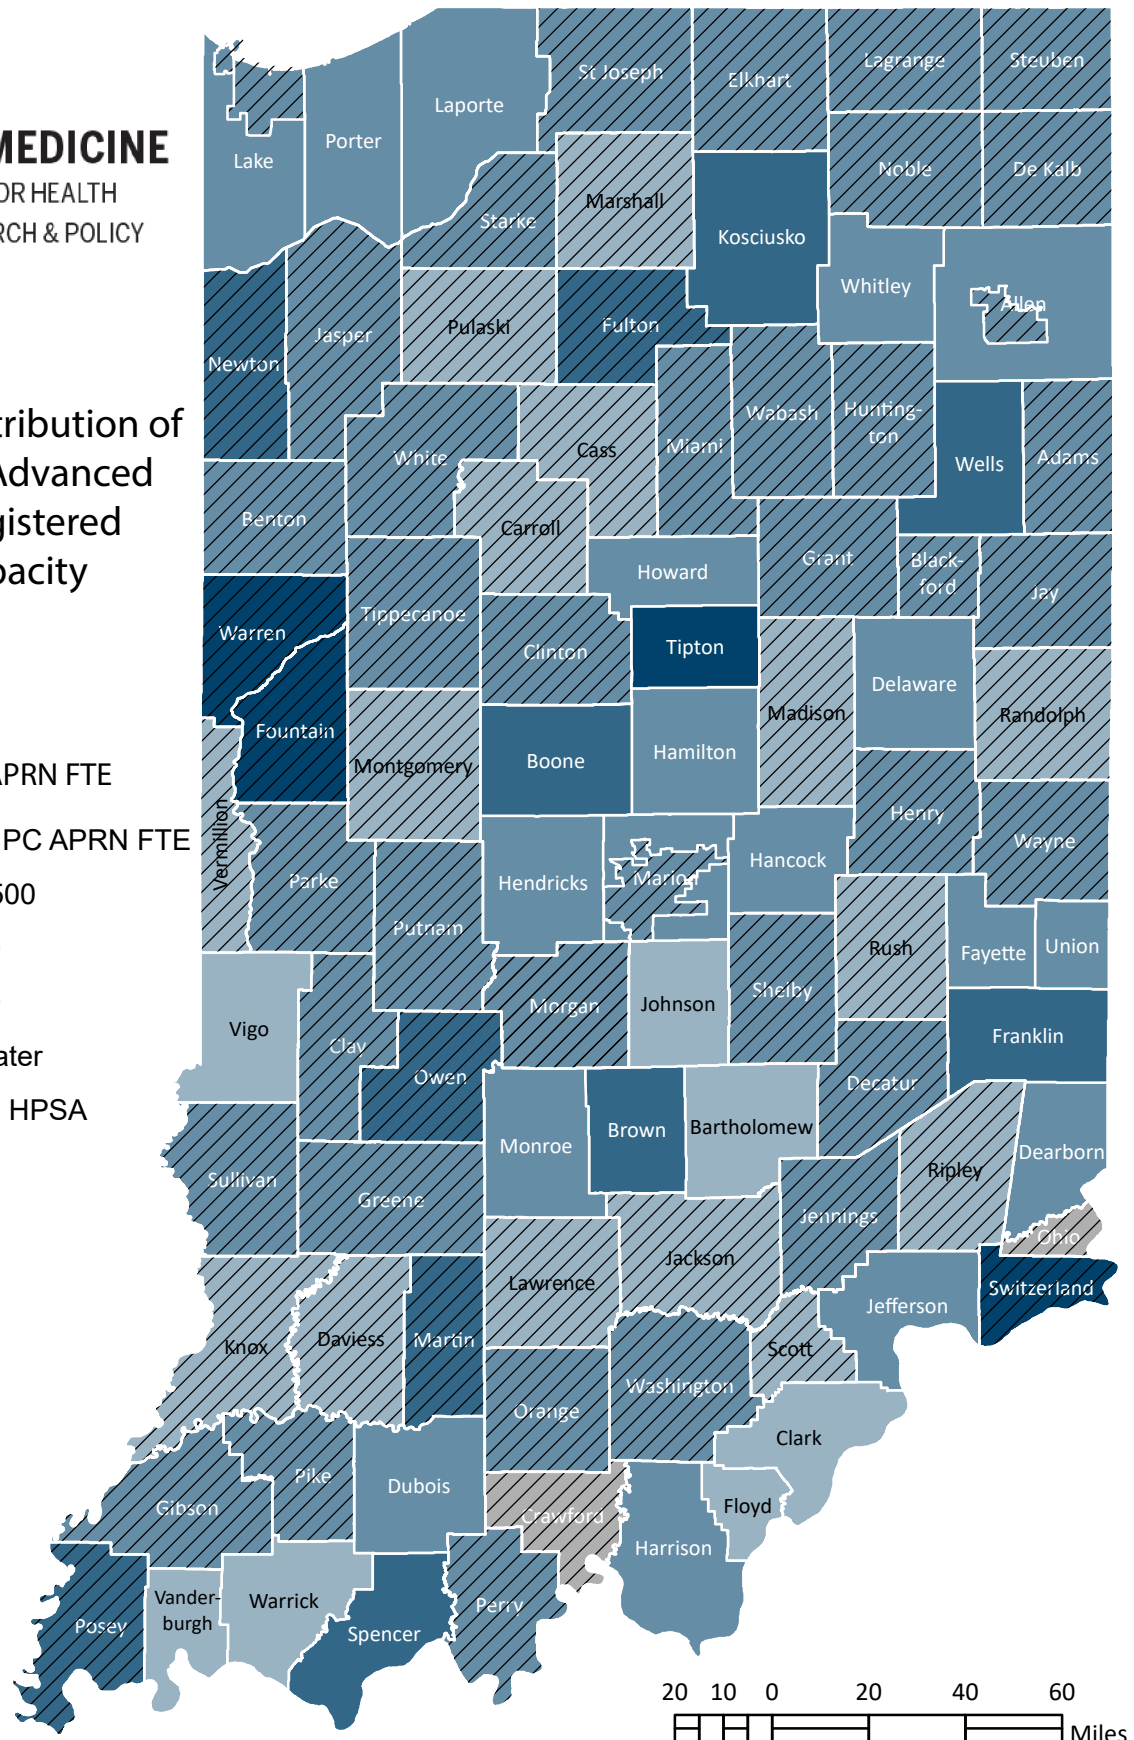 MEDICINE
OR HEALTH
RCH & POLICY
tribution of
Advanced
gistered
pacity
APRN FTE
PC APRN FTE
500
ater
HPSA
St Joseph
Elkhart
Lagrange
Steuben
Laporte
Porter
Lake
Noble
De Kalb
Marshall
Starke
Kosciusko
Whitley
Allen
Pulaski
Fulton
Jasper
Newton
Wabash
Hunting-
ton
Miami
Cass
White
Wells
Adams
Benton
Carroll
Howard
Grant
Black-
ford
Jay
Warren
Tippecanoe
Clinton
Tipton
Delaware
Madison
Randolph
Fountain
Montgomery
Boone
Hamilton
Henry
Wayne
Vermillion
Parke
Hendricks
Marion
Hancock
Putnam
Rush
Fayette
Union
Morgan
Johnson
Shelby
Vigo
Clay
Franklin
Owen
Decatur
Monroe
Brown
Bartholomew
Dearborn
Ripley
Sullivan
Greene
Jennings
Ohio
Jackson
Lawrence
Switzerland
Jefferson
Knox
Daviess
Martin
Scott
Washington
Orange
Clark
Pike
Dubois
Gibson
Crawford
Floyd
Harrison
Vander-
burgh
Warrick
Perry
Posey
Spencer
20 10 0 20 40 60
Miles